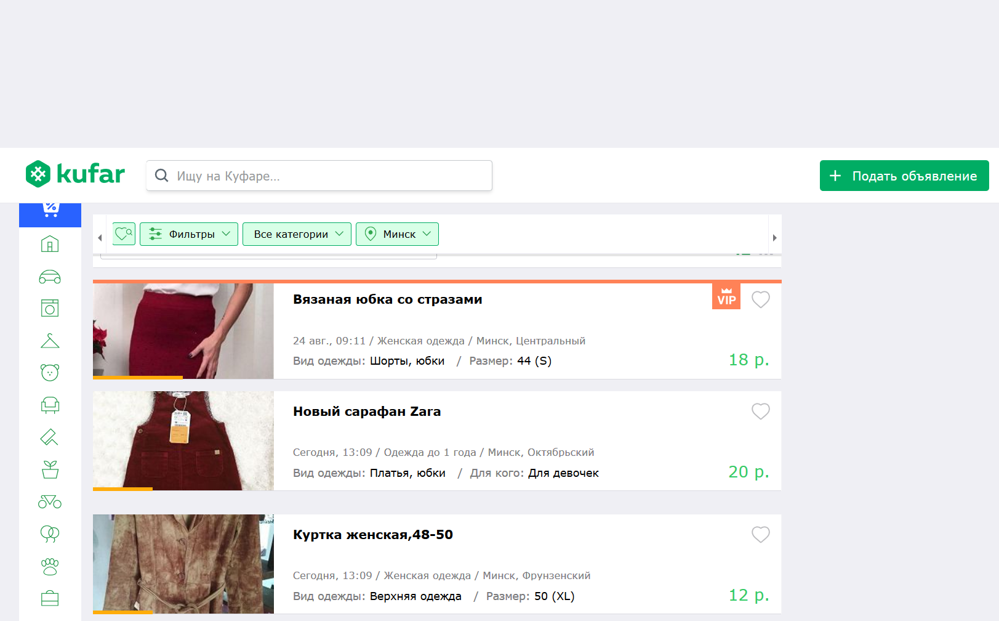 kufar
Ищу на Куфаре...
+ Подать объявление
%
Фильтры
Все категории
Минск
Вязаная юбка со стразами
VIP
24 авг., 09:11 / Женская одежда / Минск, Центральный
Вид одежды: Шорты, юбки / Размер: 44 (S)
18 р.
Новый сарафан Zara
Сегодня, 13:09 / Одежда до 1 года / Минск, Октябрьский
Вид одежды: Платья, юбки / Для кого: Для девочек
20 р.
Куртка женская,48-50
Сегодня, 13:09 / Женская одежда / Минск, Фрунзенский
Вид одежды: Верхняя одежда / Размер: 50 (XL)
12 р.